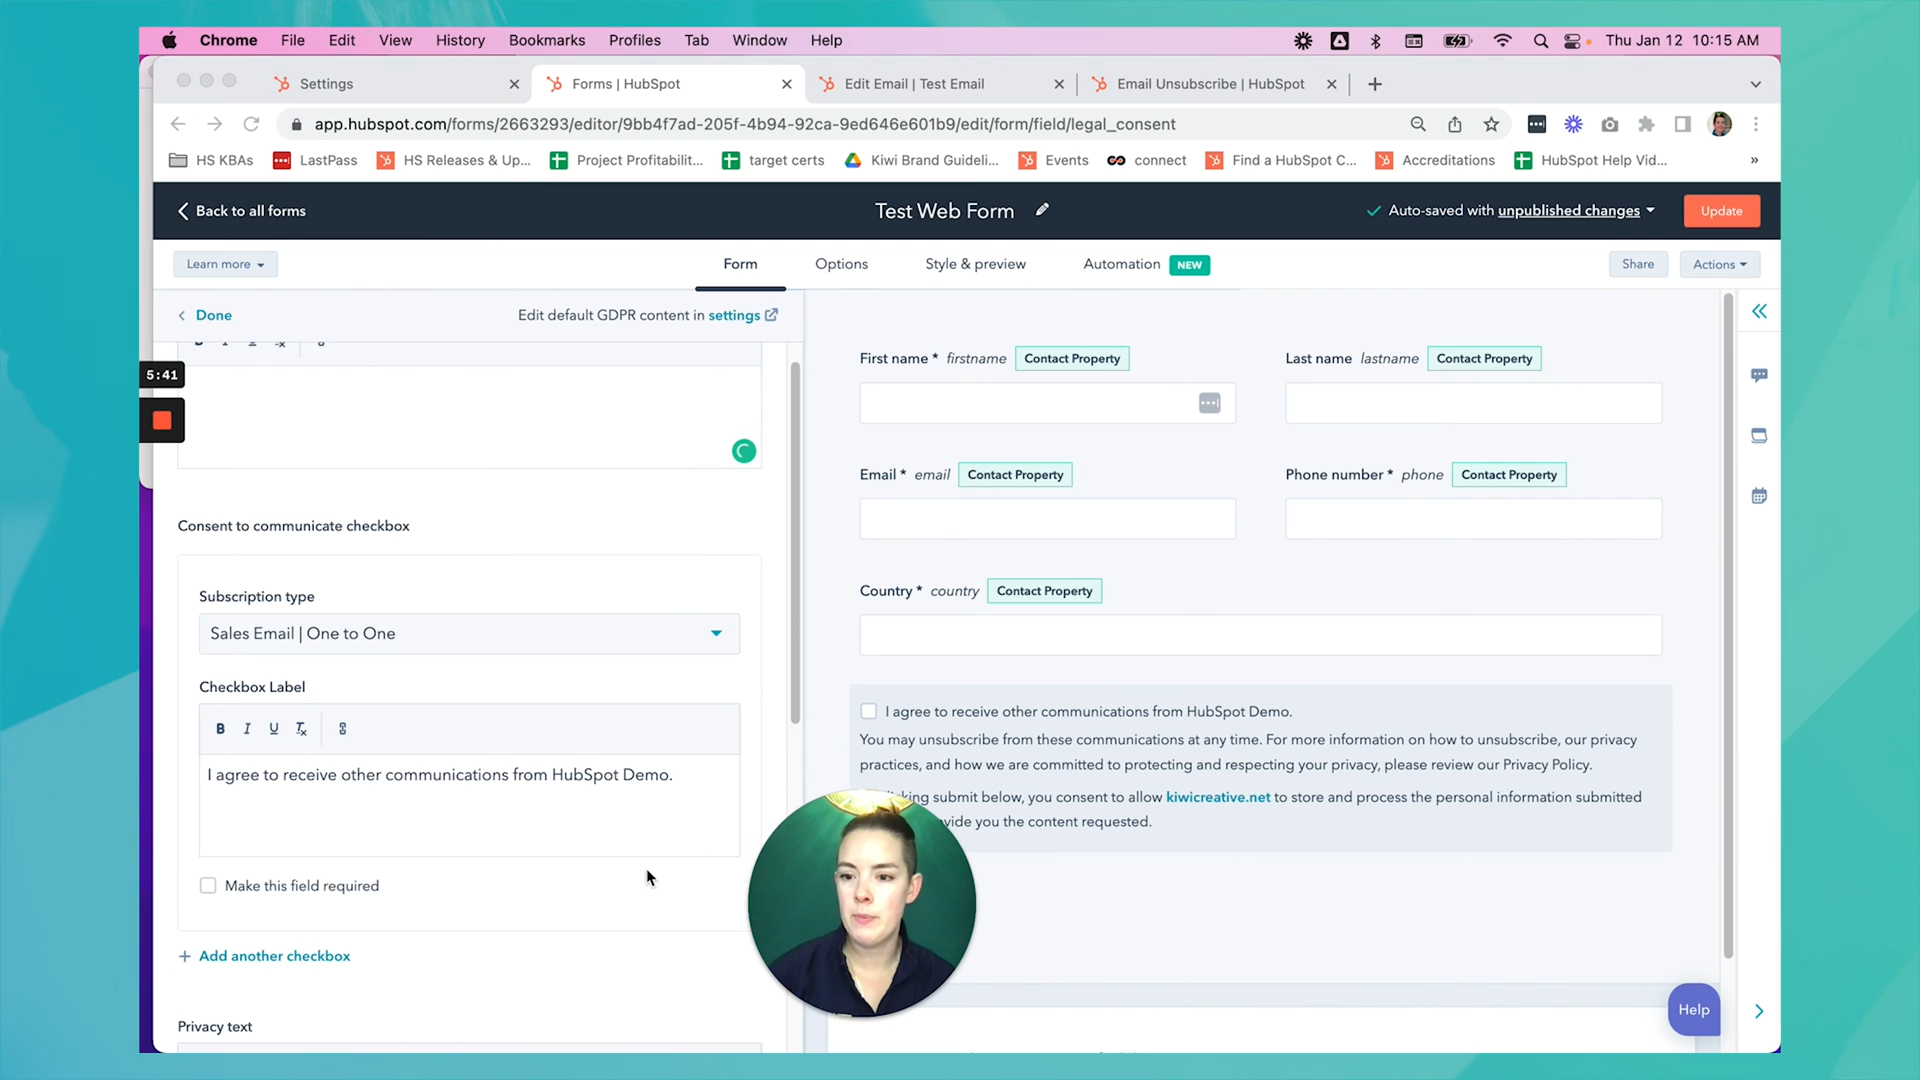 Chrome File Edit View History Bookmarks Profiles Tab Window Help Thu Jan 12 10:15 AM
Settings Forms | HubSpot Edit Email | Test Email Email Unsubscribe | HubSpot
app.hubspot.com/forms/2663293/editor/9bb4f7ad-205f-4b94-92ca-9ed646e601b9/edit/form/field/legal_consent
HS KBAs LastPass HS Releases & Up... Project Profitabilit... target certs Kiwi Brand Guideli... Events connect Find a HubSpot C... Accreditations HubSpot Help Vid... »
Back to all forms Test Web Form Auto-saved with unpublished changes Update
Learn more Form Options Style & preview Automation NEW Share Actions
Done Edit default GDPR content in settings
5:41
Consent to communicate checkbox
Subscription type
Sales Email | One to One
Checkbox Label
B I U Tx
I agree to receive other communications from HubSpot Demo.
Make this field required
+ Add another checkbox
Privacy text
First name * firstname Contact Property Last name lastname Contact Property
Email * email Contact Property Phone number * phone Contact Property
Country * country Contact Property
I agree to receive other communications from HubSpot Demo.
You may unsubscribe from these communications at any time. For more information on how to unsubscribe, our privacy
practices, and how we are committed to protecting and respecting your privacy, please review our Privacy Policy.
submit below, you consent to allow kiwicreative.net to store and process the personal information submitted
you the content requested.
Help